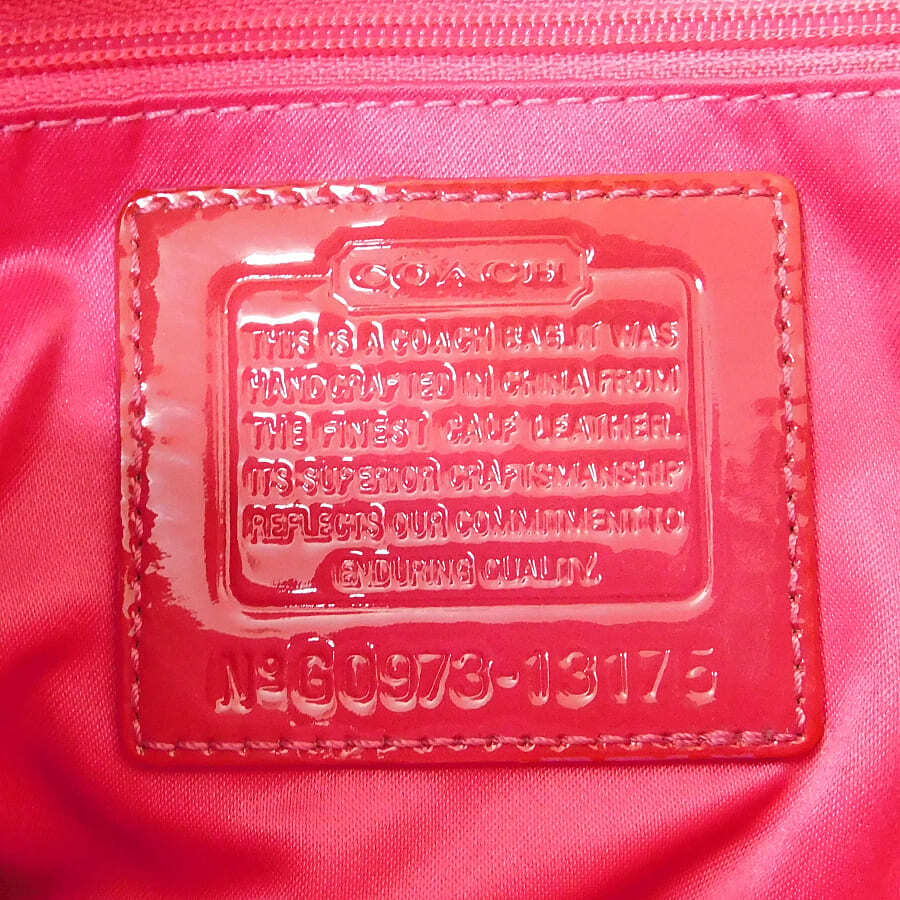 COACH
THIS IS A COACH BAG.IT WAS
HANDCRAFTED IN CHINA FROM
THE FINEST CALF LEATHER.
ITS SUPERIOR CRAFTSMANSHIP
REFLECTS OUR COMMITMENT TO
ENDURING QUALITY.
Nº G0973-13175